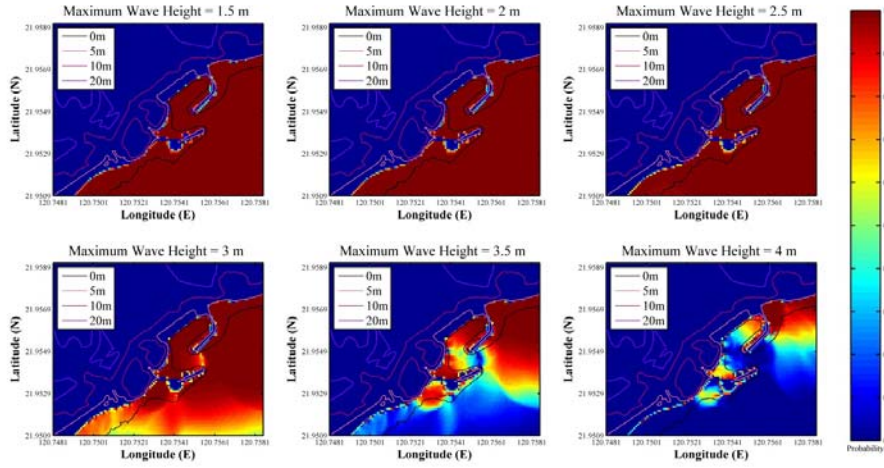 Maximum Wave Height = 1.5 m
21.9589
21.9569
21.9549
21.9529
21.9509
Latitude (N)
0m
5m
10m
20m
120.7481 120.7501 120.7521 120.7541 120.7561 120.7581
Longitude (E)
Maximum Wave Height = 2 m
21.9589
21.9569
21.9549
21.9529
21.9509
Latitude (N)
0m
5m
10m
20m
120.7481 120.7501 120.7521 120.7541 120.7561 120.7581
Longitude (E)
Maximum Wave Height = 2.5 m
21.9589
21.9569
21.9549
21.9529
21.9509
Latitude (N)
0m
5m
10m
20m
120.7481 120.7501 120.7521 120.7541 120.7561 120.7581
Longitude (E)
Maximum Wave Height = 3 m
21.9589
21.9569
21.9549
21.9529
21.9509
Latitude (N)
0m
5m
10m
20m
120.7481 120.7501 120.7521 120.7541 120.7561 120.7581
Longitude (E)
Maximum Wave Height = 3.5 m
21.9589
21.9569
21.9549
21.9529
21.9509
Latitude (N)
0m
5m
10m
20m
120.7481 120.7501 120.7521 120.7541 120.7561 120.7581
Longitude (E)
Maximum Wave Height = 4 m
21.9589
21.9569
21.9549
21.9529
21.9509
Latitude (N)
0m
5m
10m
20m
120.7481 120.7501 120.7521 120.7541 120.7561 120.7581
Longitude (E)
Probability